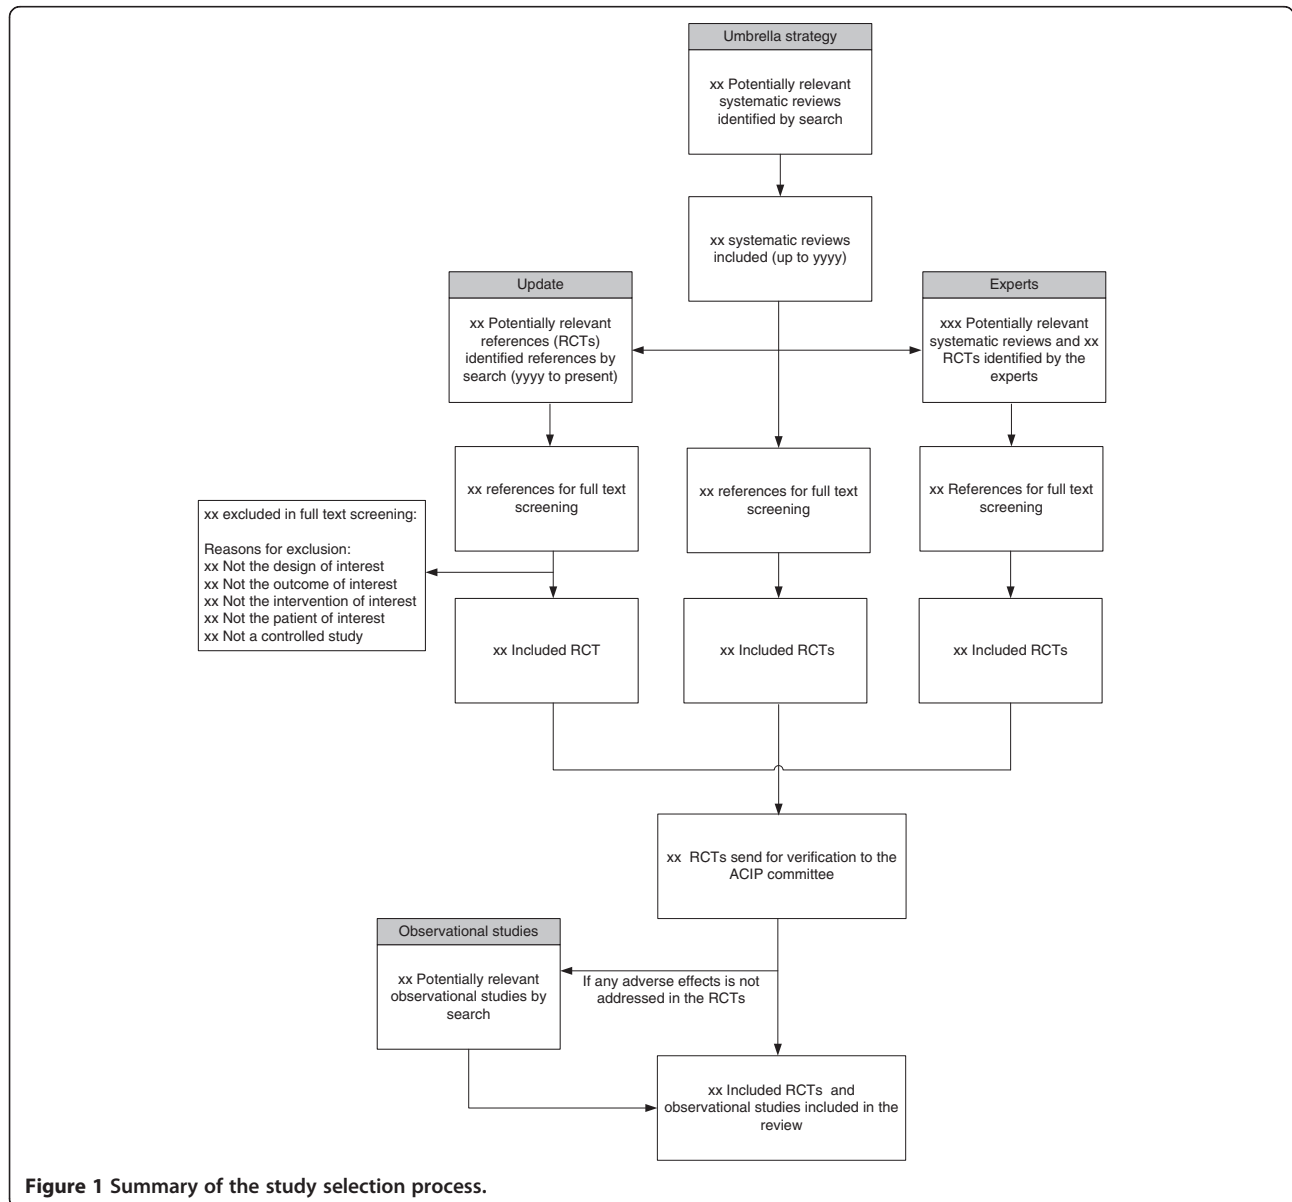 Umbrella strategy
xx Potentially relevant
systematic reviews
identified by search
xx systematic reviews
included (up to yyyy)
Update
xx Potentially relevant
references (RCTs)
identified references by
search (yyyy to present)
Experts
xxx Potentially relevant
systematic reviews and xx
RCTs identified by the
experts
xx references for full text
screening
xx references for full text
screening
xx References for full text
screening
xx excluded in full text screening:
Reasons for exclusion:
xx Not the design of interest
xx Not the outcome of interest
xx Not the intervention of interest
xx Not the patient of interest
xx Not a controlled study
xx Included RCT
xx Included RCTs
xx Included RCTs
xx RCTs send for verification to the
ACIP committee
Observational studies
xx Potentially relevant
observational studies by
search
If any adverse effects is not
addressed in the RCTs
xx Included RCTs and
observational studies included in the
review
Figure 1 Summary of the study selection process.